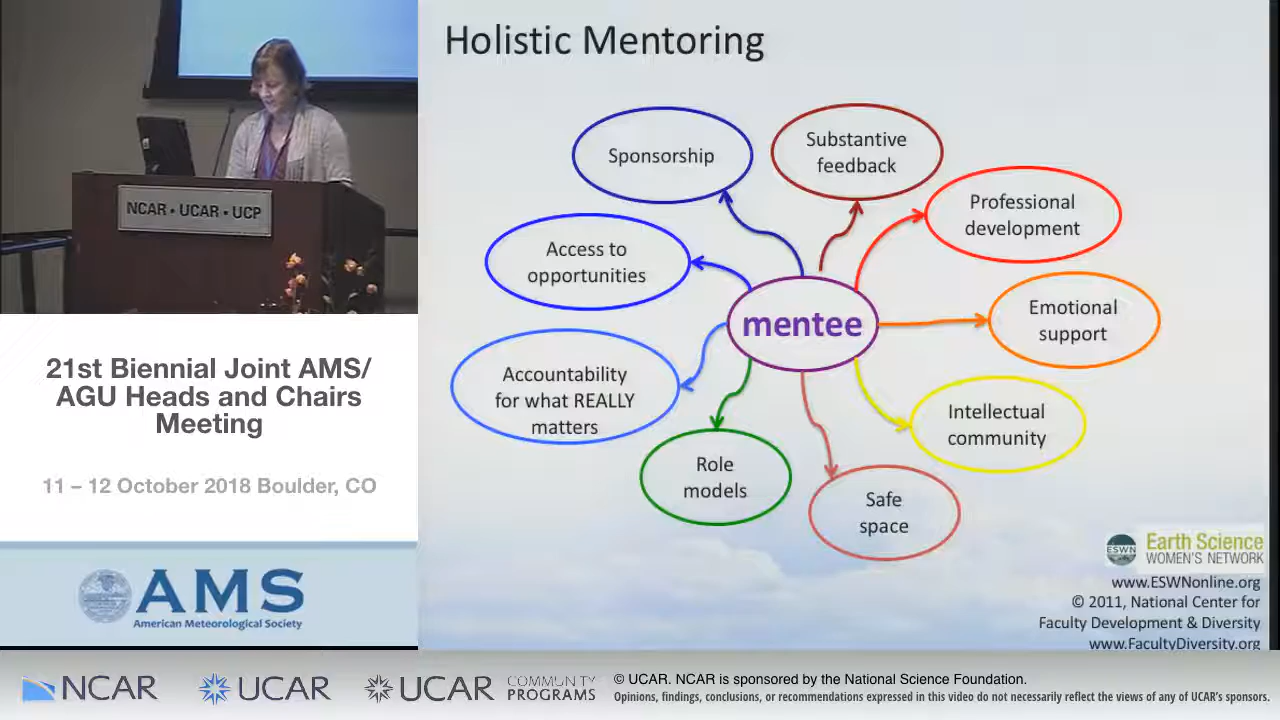 NCAR • UCAR • UCP
21st Biennial Joint AMS/
AGU Heads and Chairs
Meeting
11 – 12 October 2018 Boulder, CO
AMS
American Meteorological Society
Holistic Mentoring
Sponsorship
Substantive
feedback
Professional
development
Access to
opportunities
mentee
Emotional
support
Accountability
for what REALLY
matters
Intellectual
community
Role
models
Safe
space
ESWN
Earth Science
WOMEN'S NETWORK
www.ESWNonline.org
© 2011, National Center for
Faculty Development & Diversity
www.FacultyDiversity.org
NCAR
UCAR
UCAR
COMMUNITY
PROGRAMS
© UCAR. NCAR is sponsored by the National Science Foundation.
Opinions, findings, conclusions, or recommendations expressed in this video do not necessarily reflect the views of any of UCAR's sponsors.